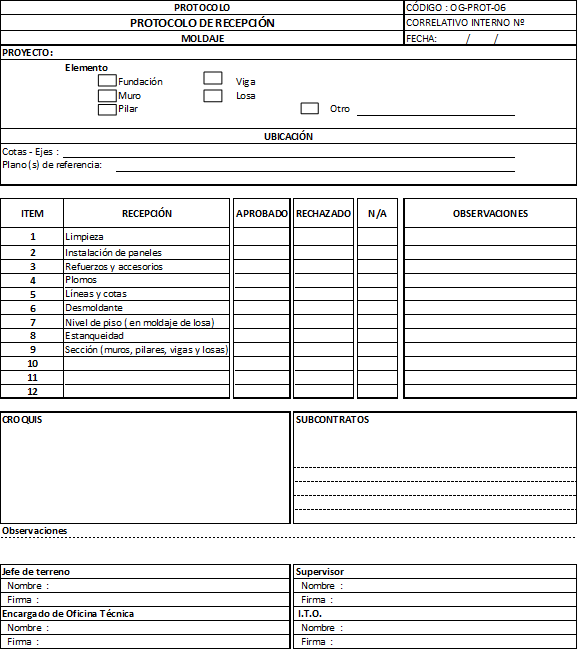 PROTOCOLO CÓDIGO : OG-PROT-06
PROTOCOLO DE RECEPCIÓN CORRELATIVO INTERNO Nº
MOLDAJE FECHA: / /
PROYECTO:
Elemento
Fundación Viga
Muro Losa
Pilar Otro
UBICACIÓN
Cotas - Ejes :
Plano (s) de referencia:
ITEM RECEPCIÓN APROBADO RECHAZADO N/A OBSERVACIONES
1 Limpieza
2 Instalación de paneles
3 Refuerzos y accesorios
4 Plomos
5 Líneas y cotas
6 Desmoldante
7 Nivel de piso ( en moldaje de losa)
8 Estanqueidad
9 Sección (muros, pilares, vigas y losas)
10
11
12
CROQUIS SUBCONTRATOS
Observaciones
Jefe de terreno Supervisor
Nombre : Nombre :
Firma : Firma :
Encargado de Oficina Técnica I.T.O.
Nombre : Nombre :
Firma : Firma :